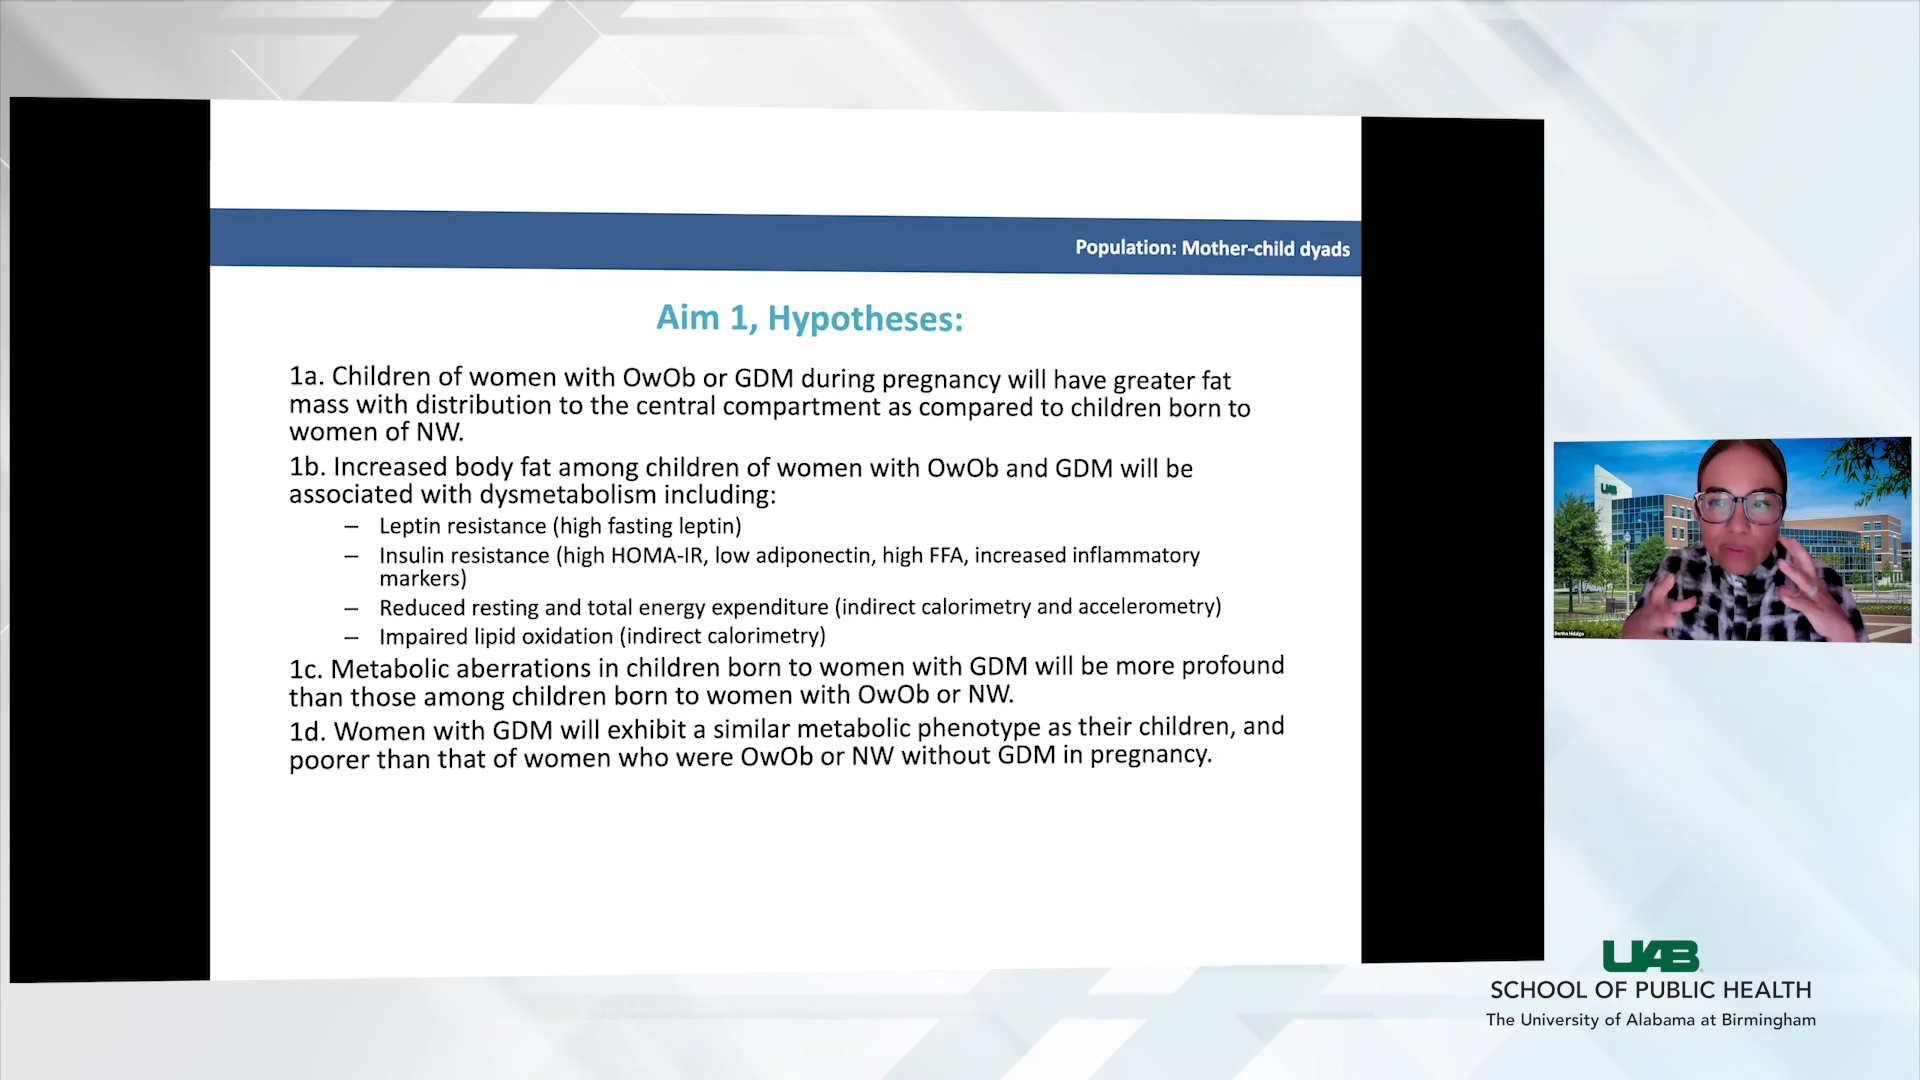 Population: Mother-child dyads
Aim 1, Hypotheses:
1a. Children of women with OwOb or GDM during pregnancy will have greater fat
mass with distribution to the central compartment as compared to children born to
women of NW.
1b. Increased body fat among children of women with OwOb and GDM will be
associated with dysmetabolism including:
– Leptin resistance (high fasting leptin)
– Insulin resistance (high HOMA-IR, low adiponectin, high FFA, increased inflammatory
markers)
– Reduced resting and total energy expenditure (indirect calorimetry and accelerometry)
– Impaired lipid oxidation (indirect calorimetry)
1c. Metabolic aberrations in children born to women with GDM will be more profound
than those among children born to women with OwOb or NW.
1d. Women with GDM will exhibit a similar metabolic phenotype as their children, and
poorer than that of women who were OwOb or NW without GDM in pregnancy.
UAB
Bertha Hidalgo
UAB
SCHOOL OF PUBLIC HEALTH
The University of Alabama at Birmingham